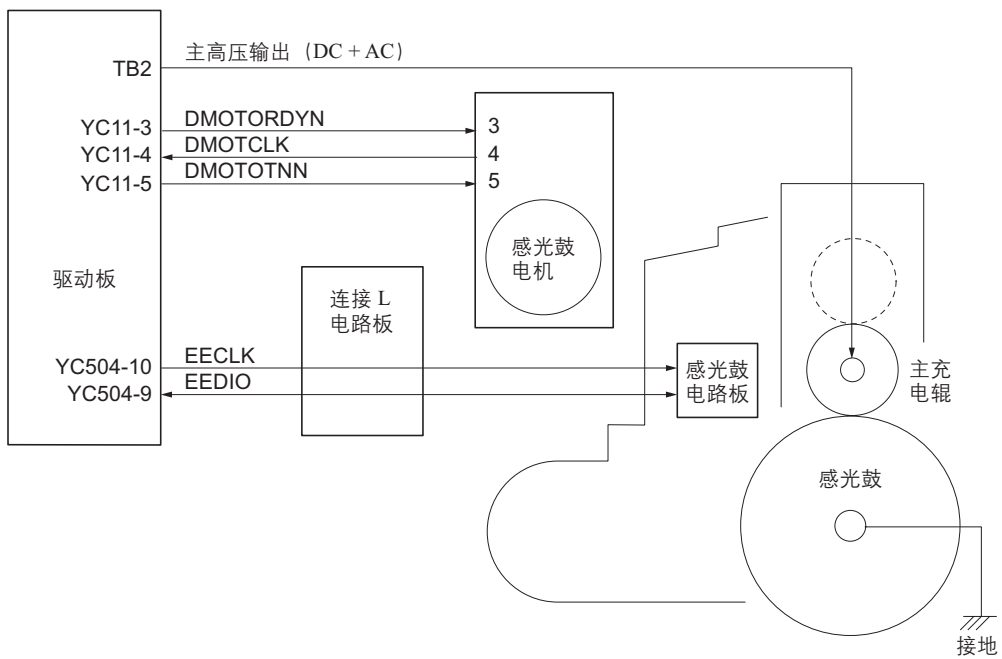 TB2
主高压输出（DC + AC）
YC11-3
DMOTORDYN
3
YC11-4
DMOTCLK
4
YC11-5
DMOTOTNN
5
感光鼓
电机
驱动板
连接 L
电路板
YC504-10
EECLK
YC504-9
EEDIO
感光鼓
电路板
主充
电辊
感光鼓
接地